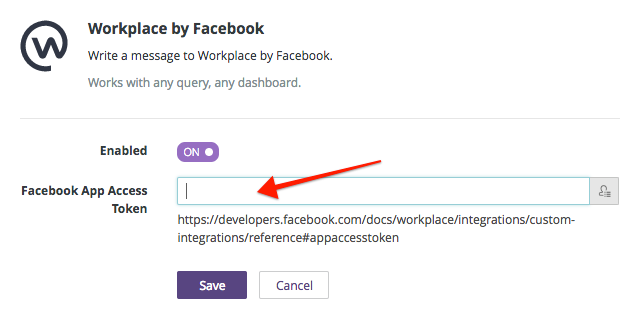 Workplace by Facebook
Write a message to Workplace by Facebook.
Works with any query, any dashboard.
Enabled
ON
Facebook App Access
Token
https://developers.facebook.com/docs/workplace/integrations/custom-
integrations/reference#appaccesstoken
Save
Cancel